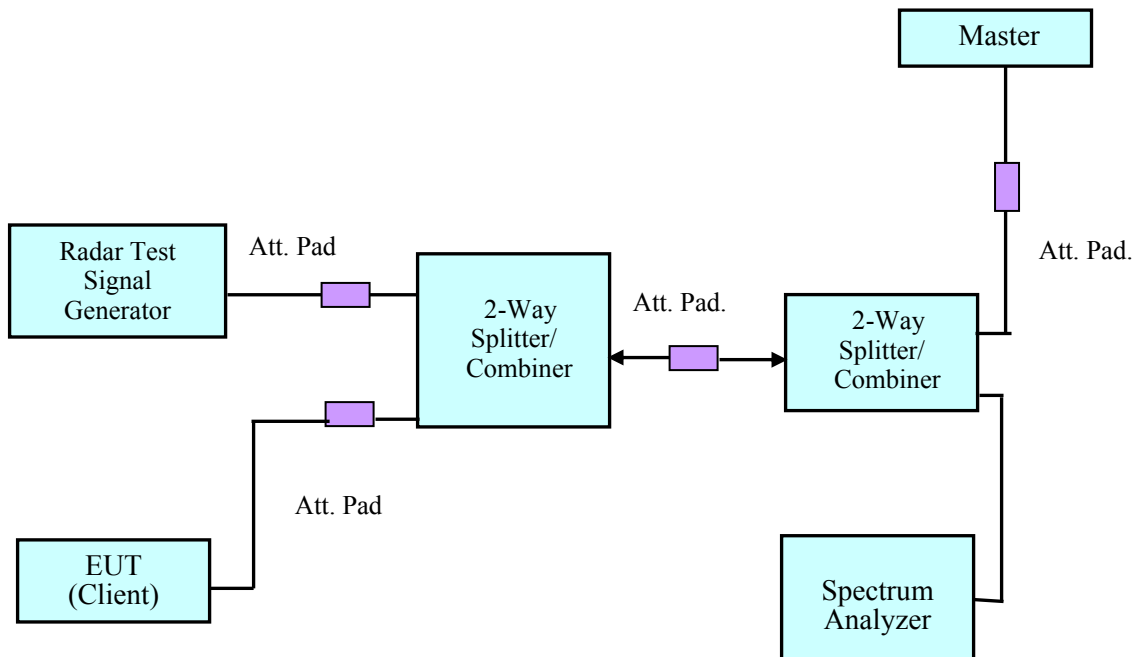 Master
Att. Pad.
Radar Test
Signal
Generator
Att. Pad
2-Way
Splitter/
Combiner
Att. Pad.
2-Way
Splitter/
Combiner
Att. Pad
EUT
(Client)
Spectrum
Analyzer